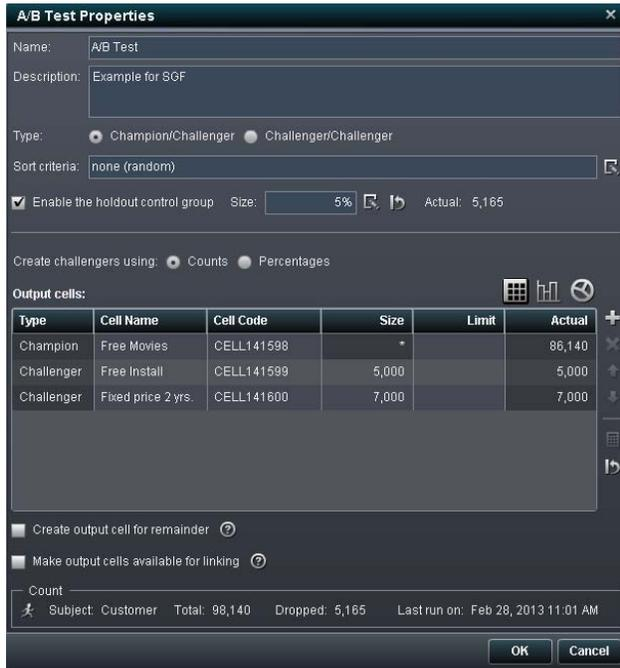 A/B Test Properties
Name: A/B Test
Description: Example for SGF
Type: Champion/Challenger Challenger/Challenger
Sort criteria: none (random)
Enable the holdout control group Size: 5% Actual: 5,165
Create challengers using: Counts Percentages
Output cells:
Type Cell Name Cell Code Size Limit Actual
Champion Free Movies CELL141598 * 86,140
Challenger Free Install CELL141599 5,000 5,000
Challenger Fixed price 2 yrs. CELL141600 7,000 7,000
Create output cell for remainder ?
Make output cells available for linking ?
Count
Subject: Customer Total: 98,140 Dropped: 5,165 Last run on: Feb 28, 2013 11:01 AM
OK Cancel